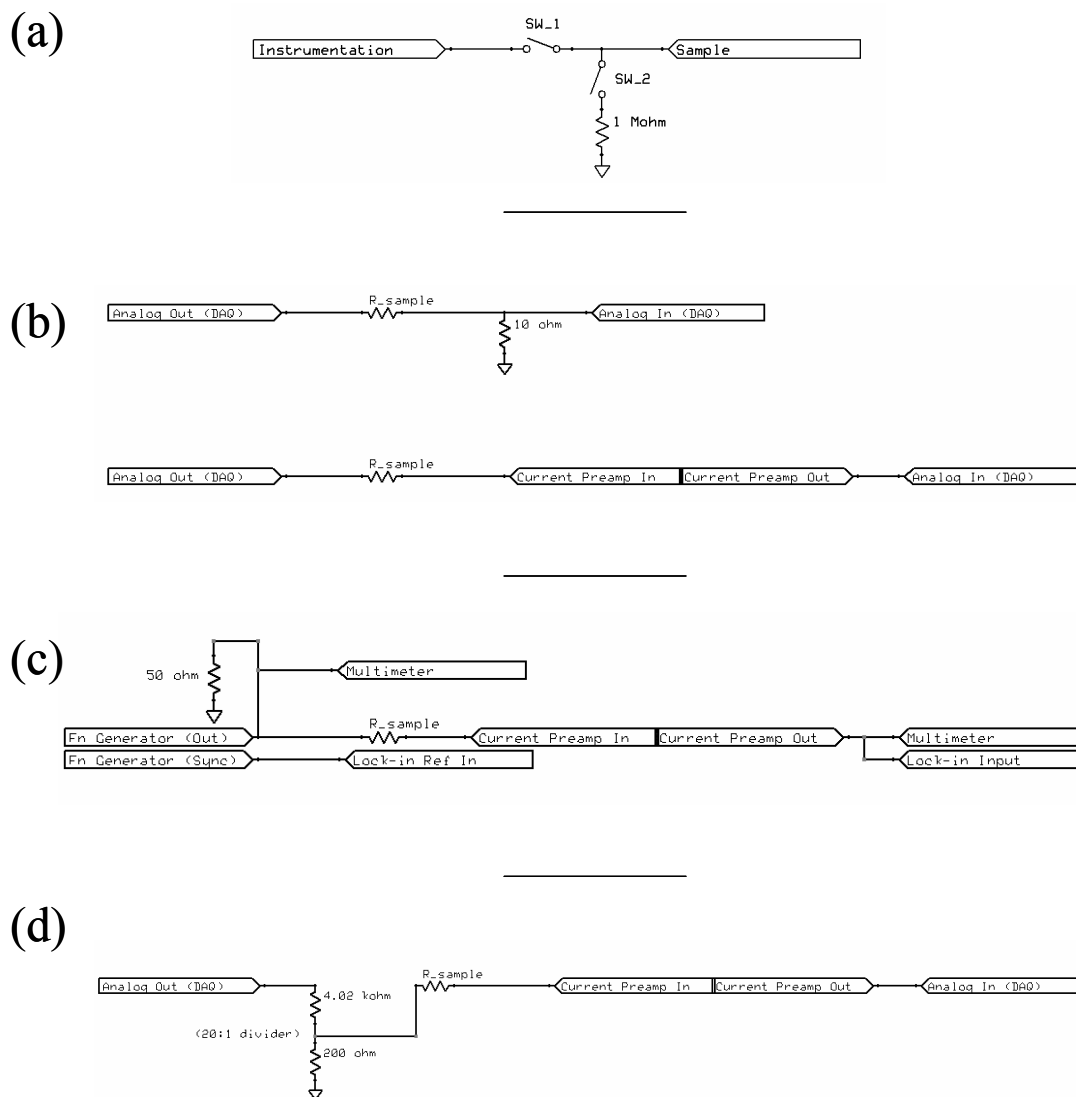 (a)
SW_1
Instrumentation
Sample
SW_2
1 Mohm
(b)
R_sample
Analog Out (DAQ)
Analog In (DAQ)
10 ohm
R_sample
Analog Out (DAQ)
Current Preamp In
Current Preamp Out
Analog In (DAQ)
(c)
50 ohm
Multimeter
R_sample
Fn Generator (Out)
Current Preamp In
Current Preamp Out
Multimeter
Fn Generator (Sync)
Lock-in Ref In
Lock-in Input
(d)
R_sample
Analog Out (DAQ)
4.02 kohm
Current Preamp In
Current Preamp Out
Analog In (DAQ)
(20:1 divider)
200 ohm